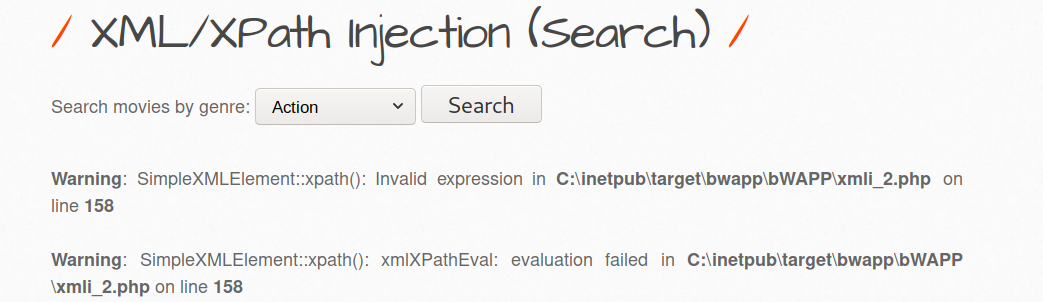 / XML/XPath Injection (Search) /
Search movies by genre: Action Search
Warning: SimpleXMLElement::xpath(): Invalid expression in C:\inetpub\target\bwapp\bWAPP\xmli_2.php on
line 158
Warning: SimpleXMLElement::xpath(): xmlXPathEval: evaluation failed in C:\inetpub\target\bwapp\bWAPP
\xmli_2.php on line 158